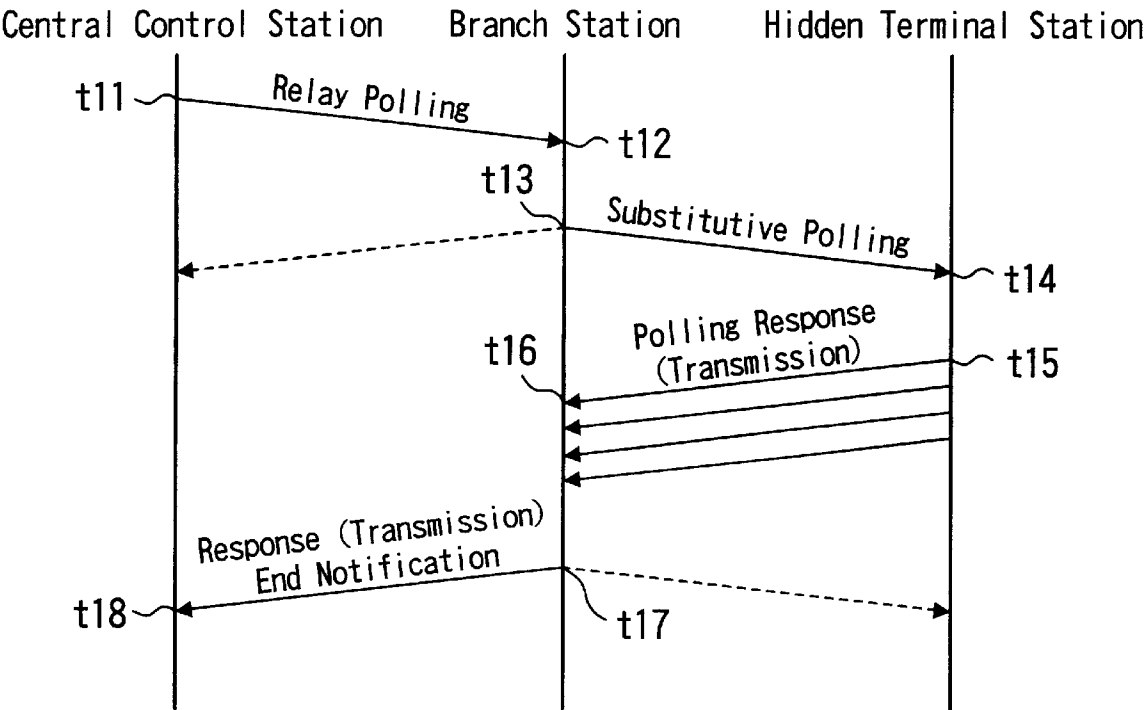 Central Control Station
Branch Station
Hidden Terminal Station
t11
Relay Polling
t12
t13
Substitutive Polling
t14
Polling Response
(Transmission)
t16
t15
Response (Transmission)
End Notification
t18
t17